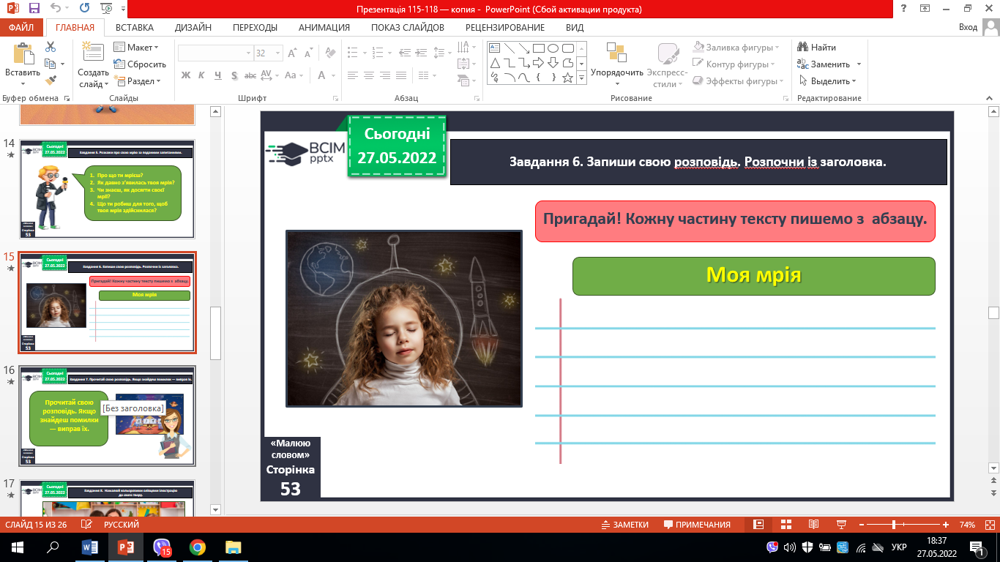 Презентація 115-118 — копия - PowerPoint (Сбой активации продукта)
ФАЙЛ ГЛАВНАЯ ВСТАВКА ДИЗАЙН ПЕРЕХОДЫ АНИМАЦИЯ ПОКАЗ СЛАЙДОВ РЕЦЕНЗИРОВАНИЕ ВИД Вход
Вставить
Создать слайд
Макет
Сбросить
Раздел
32
Ж К Ч S abc AV Aa А
Упорядочить
Экспресс-стили
Заливка фигуры
Контур фигуры
Эффекты фигуры
Найти
Заменить
Выделить
Буфер обмена Слайды Шрифт Абзац Рисование Редактирование
14
Сьогодні
27.05.2022
Завдання 5. Розкажи про свою мрію за поданими запитаннями.
1. Про що ти мрієш?
2. Як давно з'явилась твоя мрія?
3. Чи знаєш, як досягти своєї
мрії?
4. Що ти робиш для того, щоб
твоя мрія здійснилася?
Сторінка
53
15
Сьогодні
27.05.2022
Завдання 6. Запиши свою розповідь. Розпочни із заголовка.
Пригадай! Кожну частину тексту пишемо з абзацу.
Моя мрія
Сторінка
53
16
Сьогодні
27.05.2022
Завдання 7. Прочитай свою розповідь. Якщо знайдеш помилки — виправ їх.
Прочитай свою
розповідь. Якщо
знайдеш помилки
— виправ їх.
[Без заголовка]
Сторінка
53
17
Сьогодні
27.05.2022
Завдання 8. Намалюй кольоровими олівцями ілюстрацію
до свого твору.
Сьогодні
27.05.2022
ВСІМ
pptx
Завдання 6. Запиши свою розповідь. Розпочни із заголовка.
Пригадай! Кожну частину тексту пишемо з  абзацу.
Моя мрія
«Малюю
словом»
Сторінка
53
СЛАЙД 15 ИЗ 26 РУССКИЙ ЗАМЕТКИ ПРИМЕЧАНИЯ 74%
15
УКР
18:37
27.05.2022
1